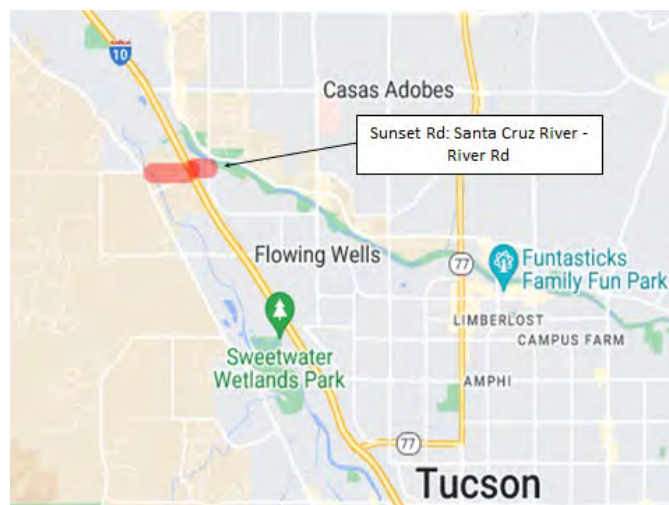 10
Casas Adobes
Sunset Rd: Santa Cruz River -
River Rd
Flowing Wells
77
Funtasticks
Family Fun Park
LIMBERLOST
CAMPUS FARM
Sweetwater
Wetlands Park
AMPHI
77
Tucson